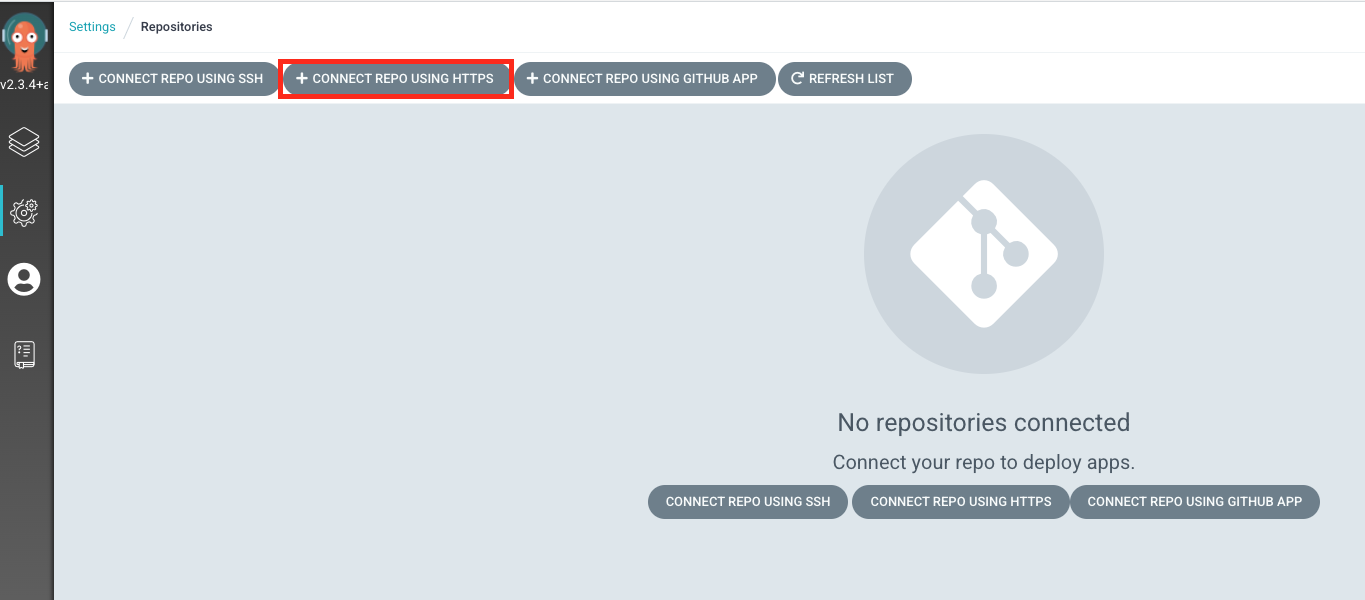 Settings / Repositories
v2.3.4+a
+ CONNECT REPO USING SSH + CONNECT REPO USING HTTPS + CONNECT REPO USING GITHUB APP REFRESH LIST
No repositories connected
Connect your repo to deploy apps.
CONNECT REPO USING SSH CONNECT REPO USING HTTPS CONNECT REPO USING GITHUB APP